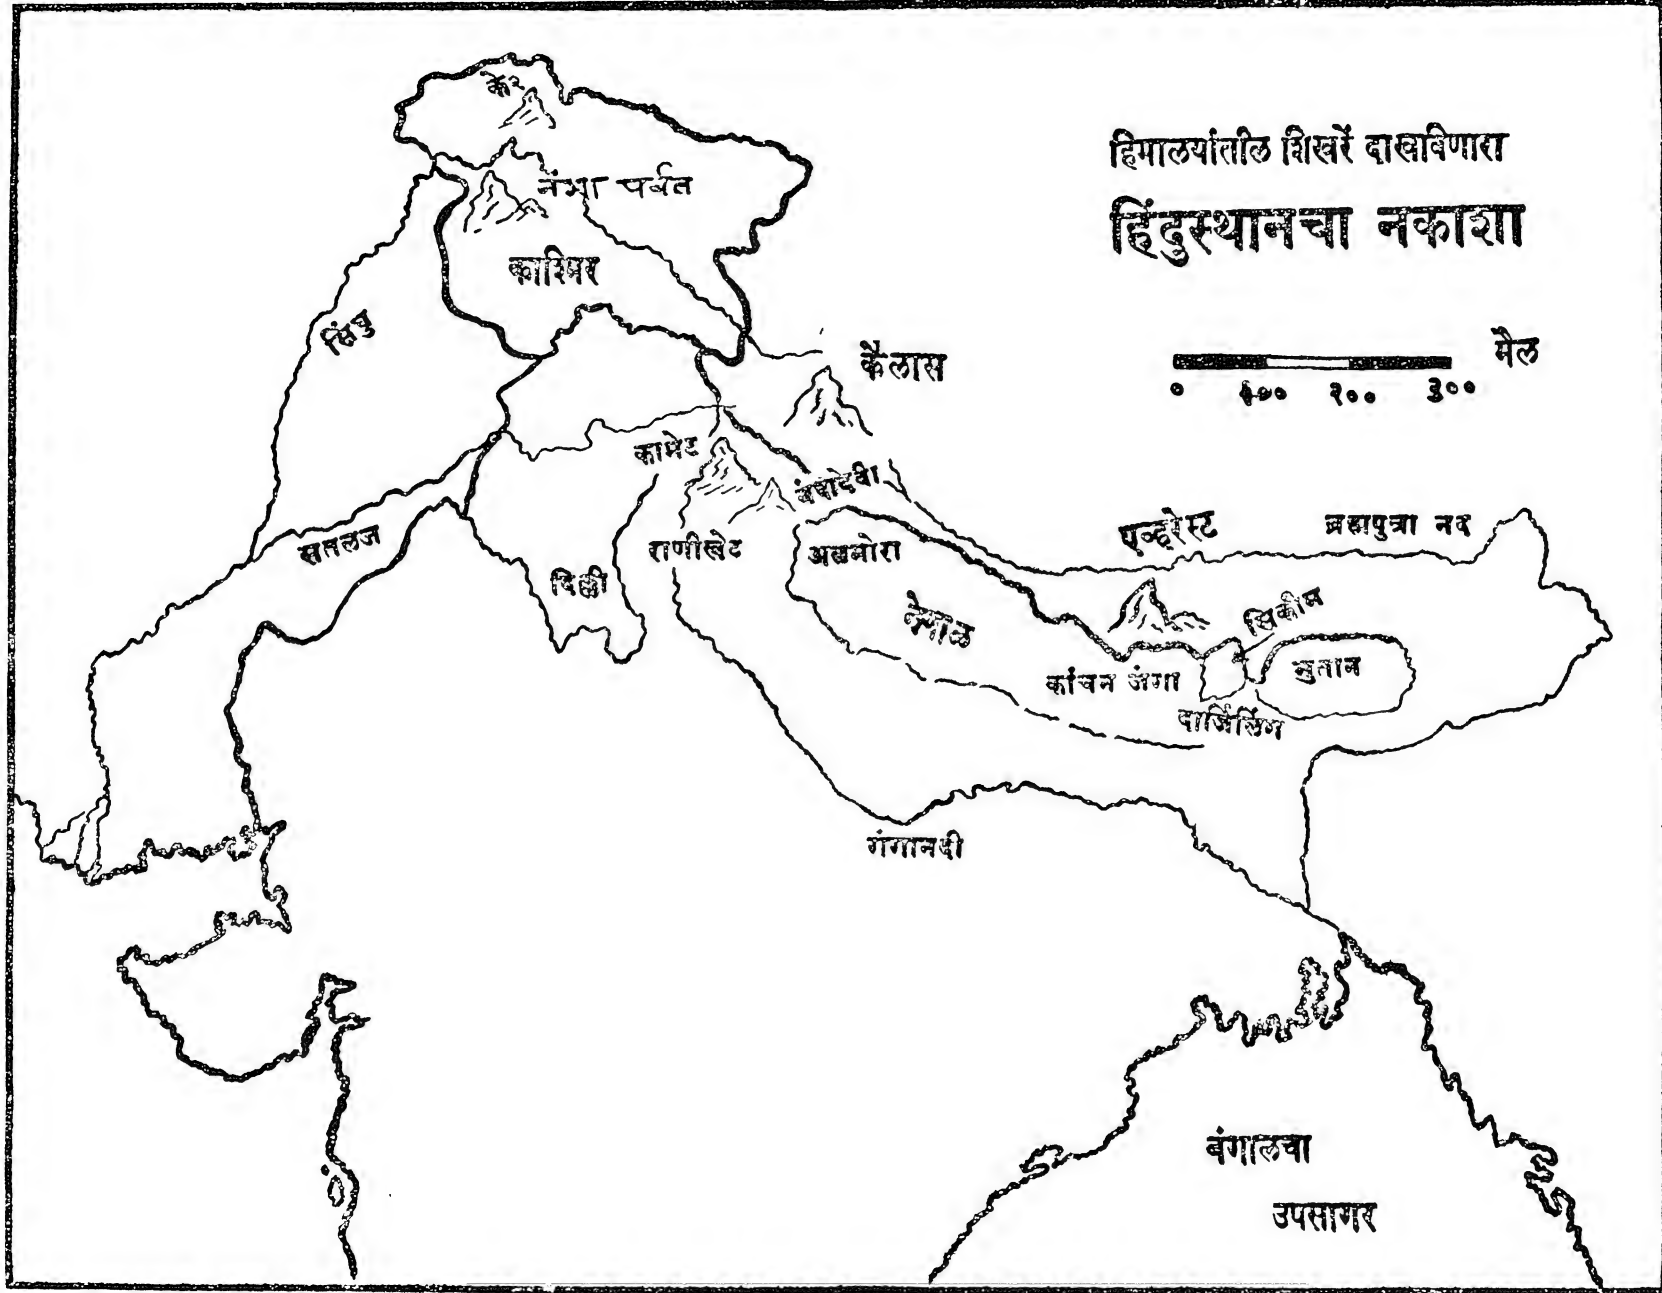 के२
हिमालयांतील शिखरें दाखविणारा
नंगा पर्वत
हिंदुस्थानचा नकाशा
काश्मिर
सिंधु
मैल
कैलास
० १०० २०० ३००
कामेट
नंदादेवी
एव्हरेस्ट
ब्रह्मपुत्रा नद
सतलज
राणीखेट
अलमोरा
दिल्ली
सिकीम
नेपाळ
कांचन जंगा
भुतान
दार्जिलिंग
गंगानदी
बंगालचा
उपसागर